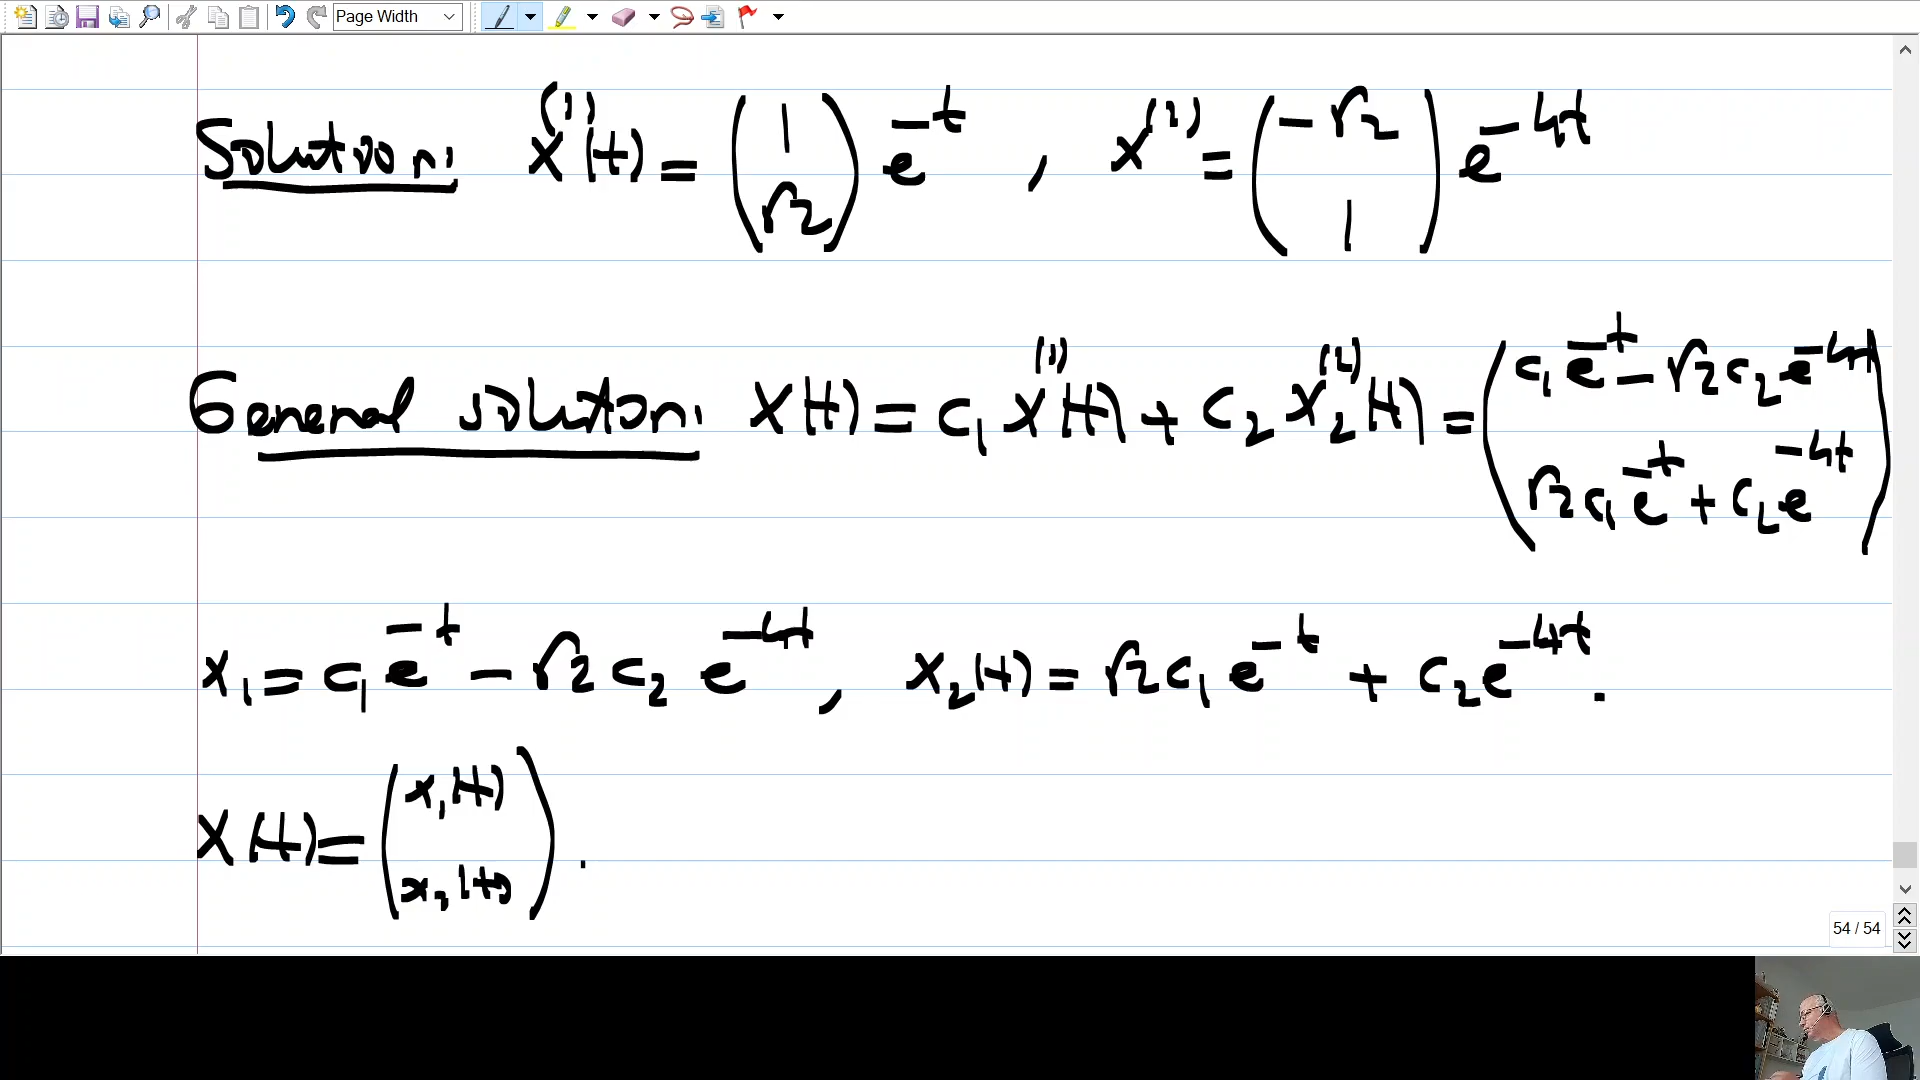 Page Width
Solution: x⁽¹⁾(t) = (1 √2) e^-t , x⁽²⁾ = (-√2 1) e^-4t
General solution: x(t) = c₁ x⁽¹⁾(t) + c₂ x₂⁽²⁾(t) = (c₁ e^-t - √2 c₂ e^-4t √2 c₁ e^-t + c₂ e^-4t)
x₁ = c₁ e^-t - √2 c₂ e^-4t , x₂(t) = √2 c₁ e^-t + c₂ e^-4t .
x(t) = (x₁(t) x₂(t)) .
54 / 54